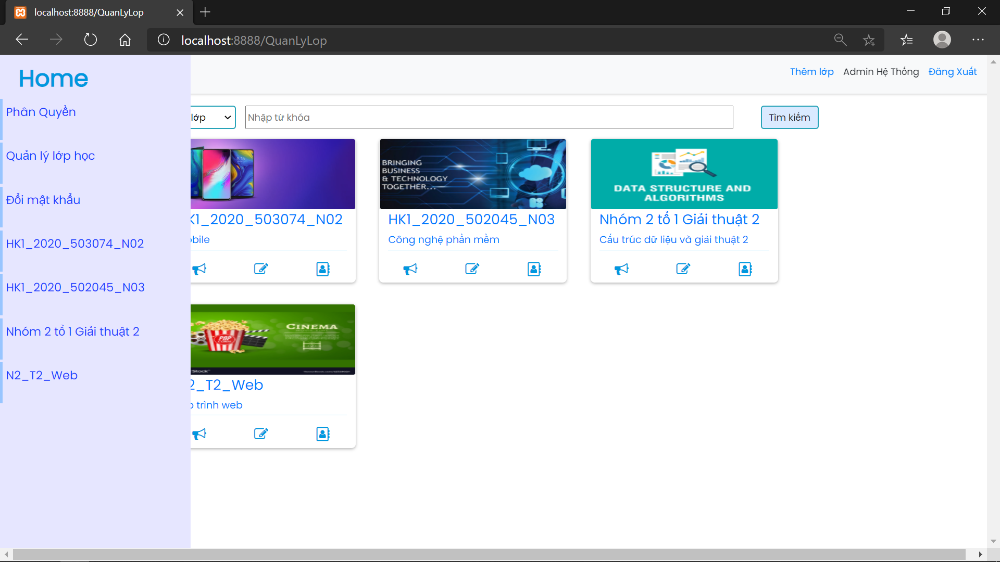 localhost:8888/QuanLyLop
localhost:8888/QuanLyLop
Home
Thêm lớp Admin Hệ Thống Đăng Xuất
Phân Quyền
Quản lý lớp học
Đổi mật khẩu
HK1_2020_503074_N02
HK1_2020_502045_N03
Nhóm 2 tổ 1 Giải thuật 2
N2_T2_Web
lớp Nhập từ khóa Tìm kiếm
K1_2020_503074_N02
bile
BRINGING
BUSINESS
& TECHNOLOGY
TOGETHER...
HK1_2020_502045_N03
Công nghệ phần mềm
DATA STRUCTURE AND
ALGORITHMS
Nhóm 2 tổ 1 Giải thuật 2
Cấu trúc dữ liệu và giải thuật 2
POP
CORN
CINEMA
Stock
2_T2_Web
trình web